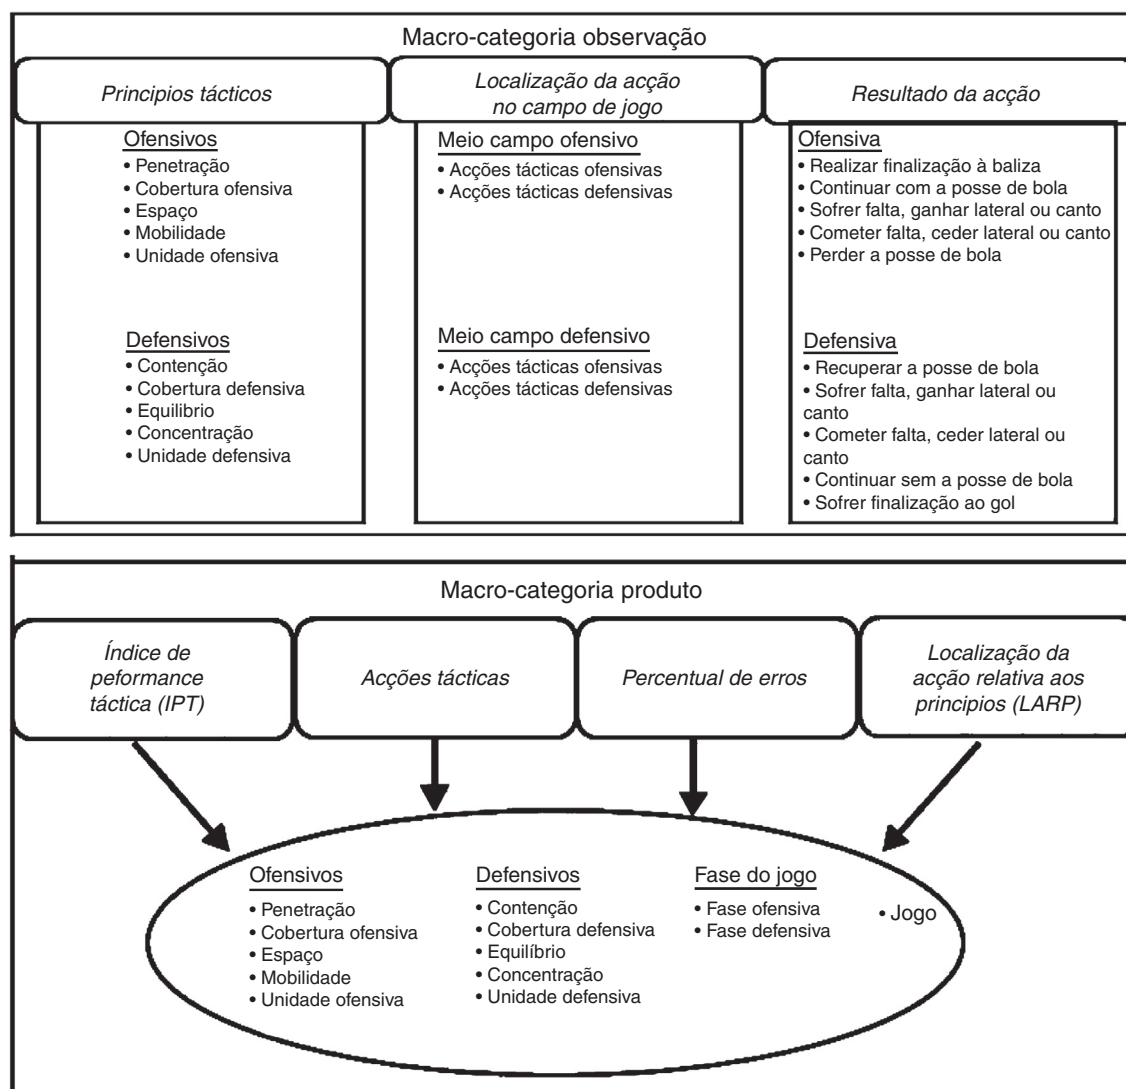 Macro-categoria observação
Principios tácticos
Localização da acção
no campo de jogo
Resultado da acção
Ofensivos
• Penetração
• Cobertura ofensiva
• Espaço
• Mobilidade
• Unidade ofensiva
Defensivos
• Contenção
• Cobertura defensiva
• Equilibrio
• Concentração
• Unidade defensiva
Meio campo ofensivo
• Acções tácticas ofensivas
• Acções tácticas defensivas
Meio campo defensivo
• Acções tácticas ofensivas
• Acções tácticas defensivas
Ofensiva
• Realizar finalização à baliza
• Continuar com a posse de bola
• Sofrer falta, ganhar lateral ou canto
• Cometer falta, ceder lateral ou canto
• Perder a posse de bola
Defensiva
• Recuperar a posse de bola
• Sofrer falta, ganhar lateral ou
canto
• Cometer falta, ceder lateral ou
canto
• Continuar sem a posse de bola
• Sofrer finalização ao gol
Macro-categoria produto
Índice de
peformance
táctica (IPT)
Acções tácticas
Percentual de erros
Localização da
acção relativa aos
principios (LARP)
Ofensivos
• Penetração
• Cobertura ofensiva
• Espaço
• Mobilidade
• Unidade ofensiva
Defensivos
• Contenção
• Cobertura defensiva
• Equilíbrio
• Concentração
• Unidade defensiva
Fase do jogo
• Fase ofensiva
• Fase defensiva
• Jogo